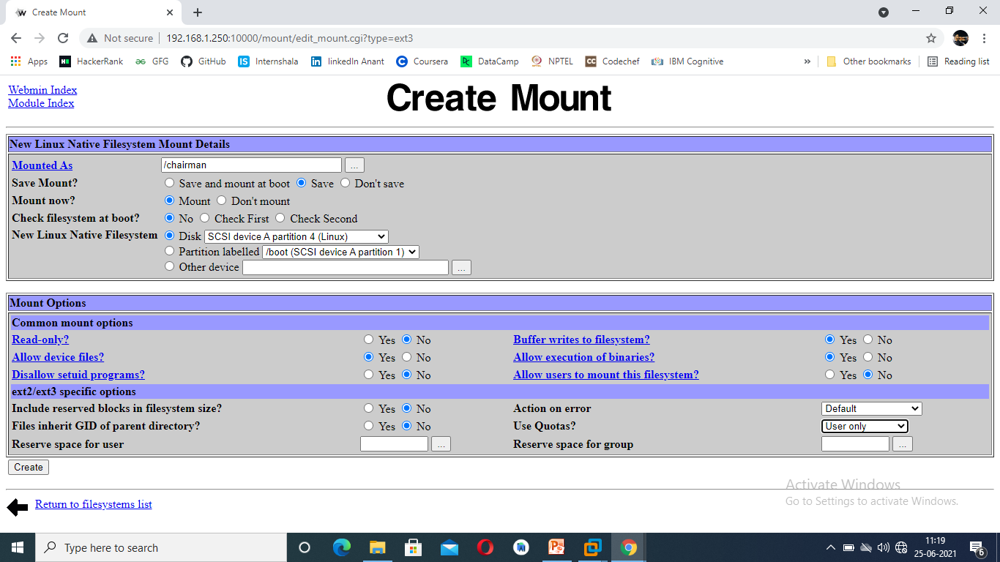 Create Mount
Not secure 192.168.1.250:10000/mount/edit_mount.cgi?type=ext3
Apps HackerRank GFG GitHub Internshala linkedIn Anant Coursera DataCamp NPTEL Codechef IBM Cognitive » Other bookmarks Reading list
Webmin Index
Module Index
Create Mount
New Linux Native Filesystem Mount Details
Mounted As /chairman ...
Save Mount? Save and mount at boot Save Don't save
Mount now? Mount Don't mount
Check filesystem at boot? No Check First Check Second
New Linux Native Filesystem Disk SCSI device A partition 4 (Linux)
Partition labelled /boot (SCSI device A partition 1)
Other device ...
Mount Options
Common mount options
Read-only? Yes No Buffer writes to filesystem? Yes No
Allow device files? Yes No Allow execution of binaries? Yes No
Disallow setuid programs? Yes No Allow users to mount this filesystem? Yes No
ext2/ext3 specific options
Include reserved blocks in filesystem size? Yes No Action on error Default
Files inherit GID of parent directory? Yes No Use Quotas? User only
Reserve space for user ... Reserve space for group ...
Create
Return to filesystems list
Activate Windows
Go to Settings to activate Windows.
Type here to search
11:19
25-06-2021
6